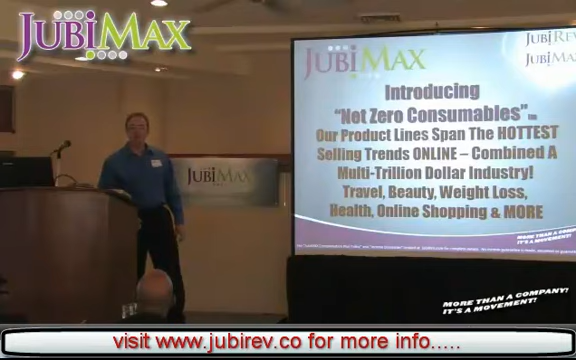 JUBIMAX
JUBIMAX
JUBIREV
JUBIMAX
Introducing
"Net Zero Consumables"
Our Product Lines Span The HOTTEST
Selling Trends ONLINE – Combined A
Multi-Trillion Dollar Industry!
Travel, Beauty, Weight Loss,
Health, Online Shopping & MORE
JUBIMAX
MORE THAN A COMPANY!
IT'S A MOVEMENT!
visit www.jubirev.co for more info.....